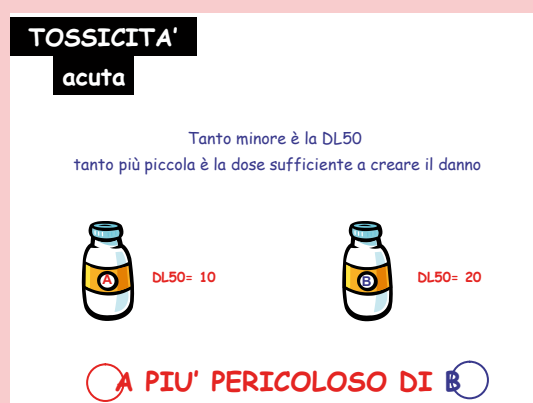 TOSSICITA'
acuta
Tanto minore è la DL50
tanto più piccola è la dose sufficiente a creare il danno
A
DL50= 10
B
DL50= 20
A PIU' PERICOLOSO DI B